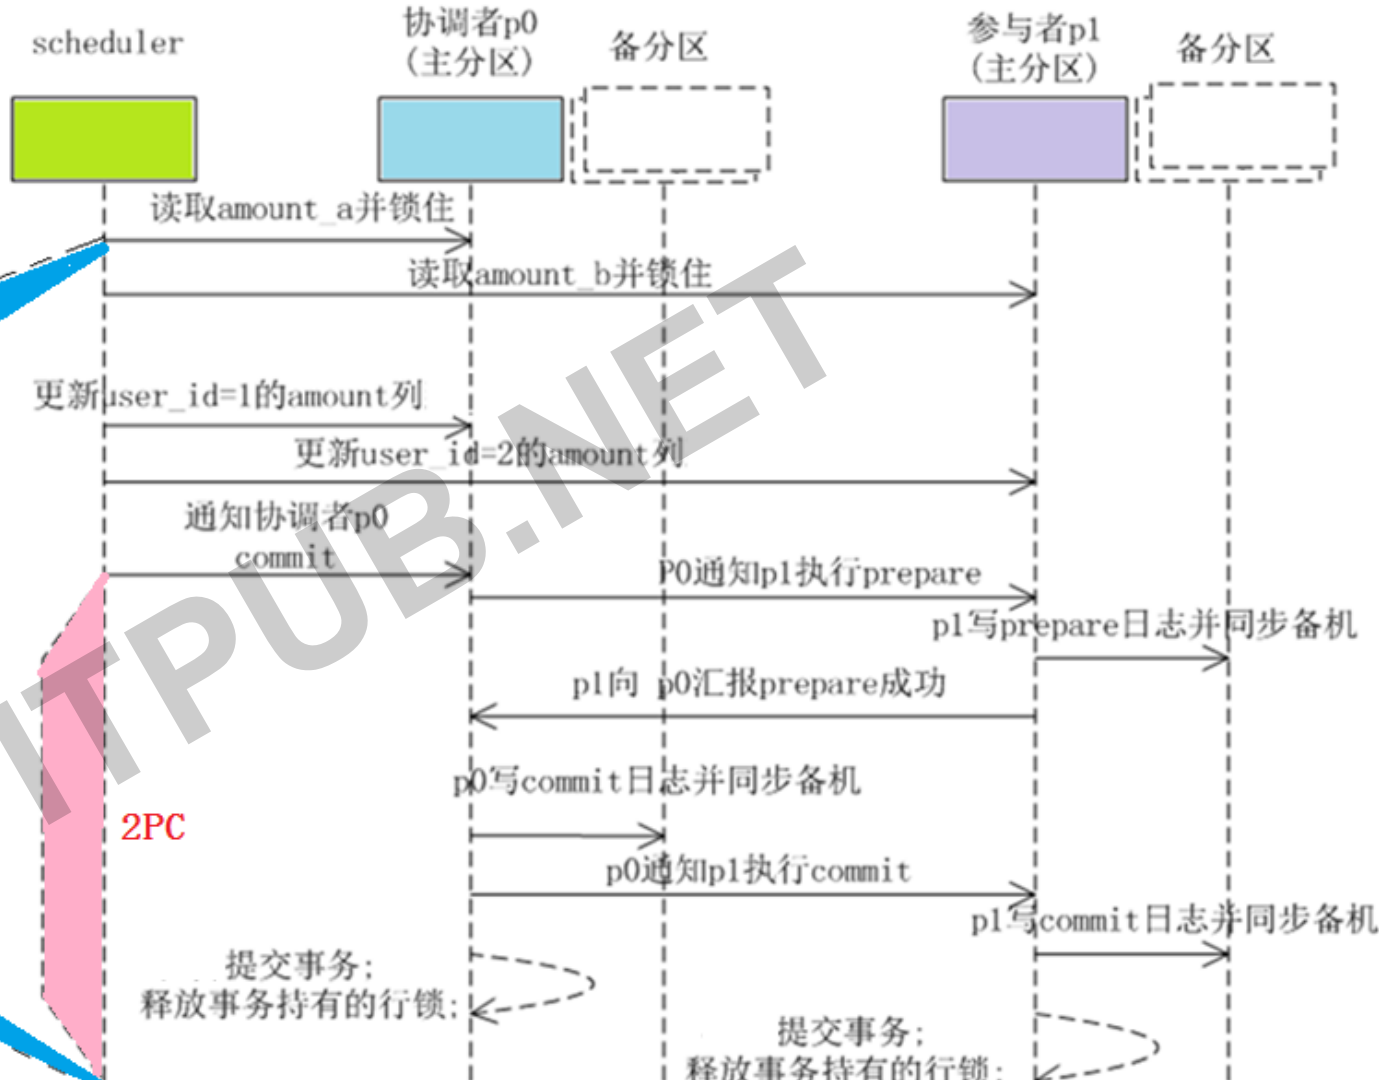 scheduler
协调者p0
(主分区)
备分区
参与者p1
(主分区)
备分区
读取amount_a并锁住
读取amount_b并锁住
更新user_id=1的amount列
更新user_id=2的amount列
通知协调者p0
commit
P0通知p1执行prepare
p1写prepare日志并同步备机
p1向 p0汇报prepare成功
p0写commit日志并同步备机
2PC
p0通知p1执行commit
p1写commit日志并同步备机
提交事务;
释放事务持有的行锁;
提交事务;
释放事务持有的行锁;
ITPUB.NET